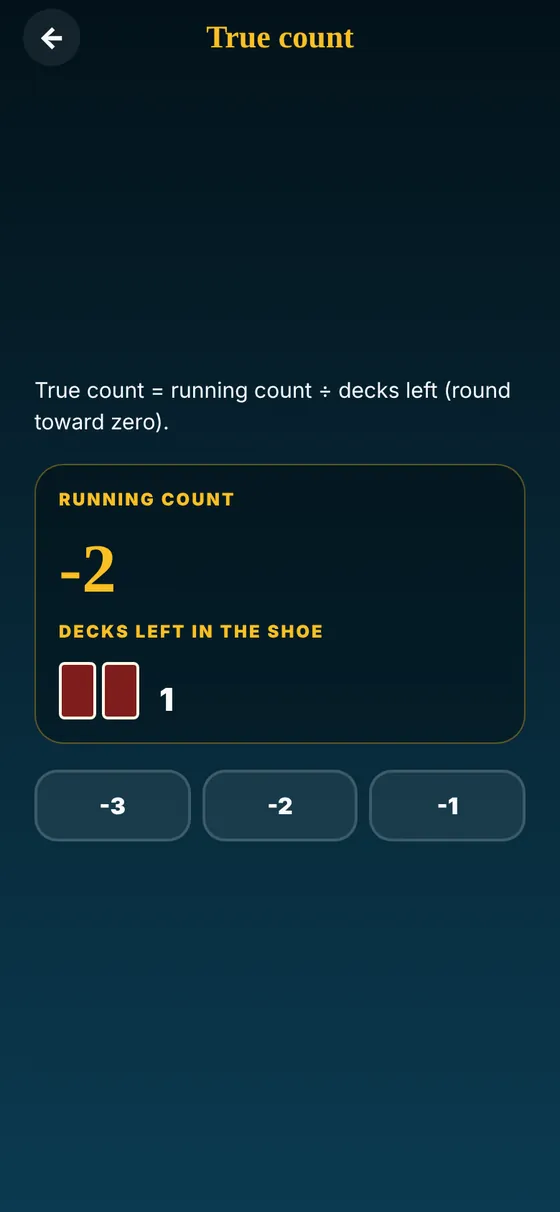 True count
True count = running count ÷ decks left (round
toward zero).
RUNNING COUNT
-2
DECKS LEFT IN THE SHOE
1
-3
-2
-1